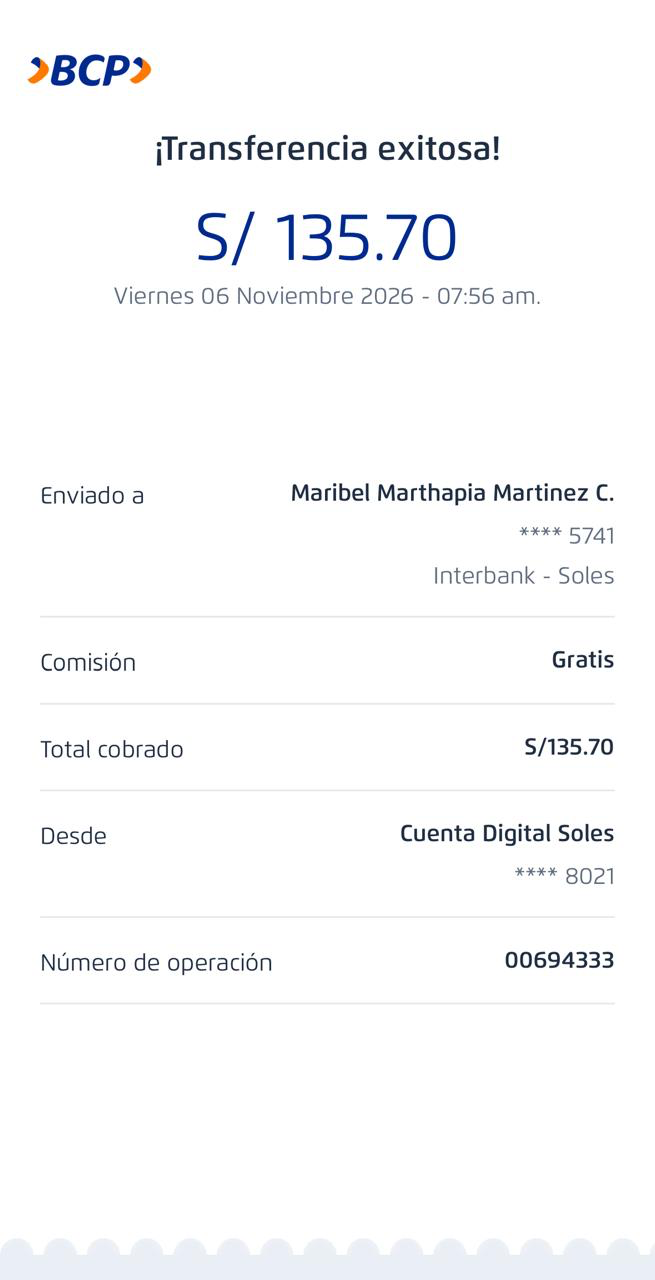 BCP
¡Transferencia exitosa!
S/ 135.70
Viernes 06 Noviembre 2026 - 07:56 am.
Enviado a
Maribel Marthapia Martinez C.
**** 5741
Interbank - Soles
Comisión
Gratis
Total cobrado
S/135.70
Desde
Cuenta Digital Soles
**** 8021
Número de operación
00694333